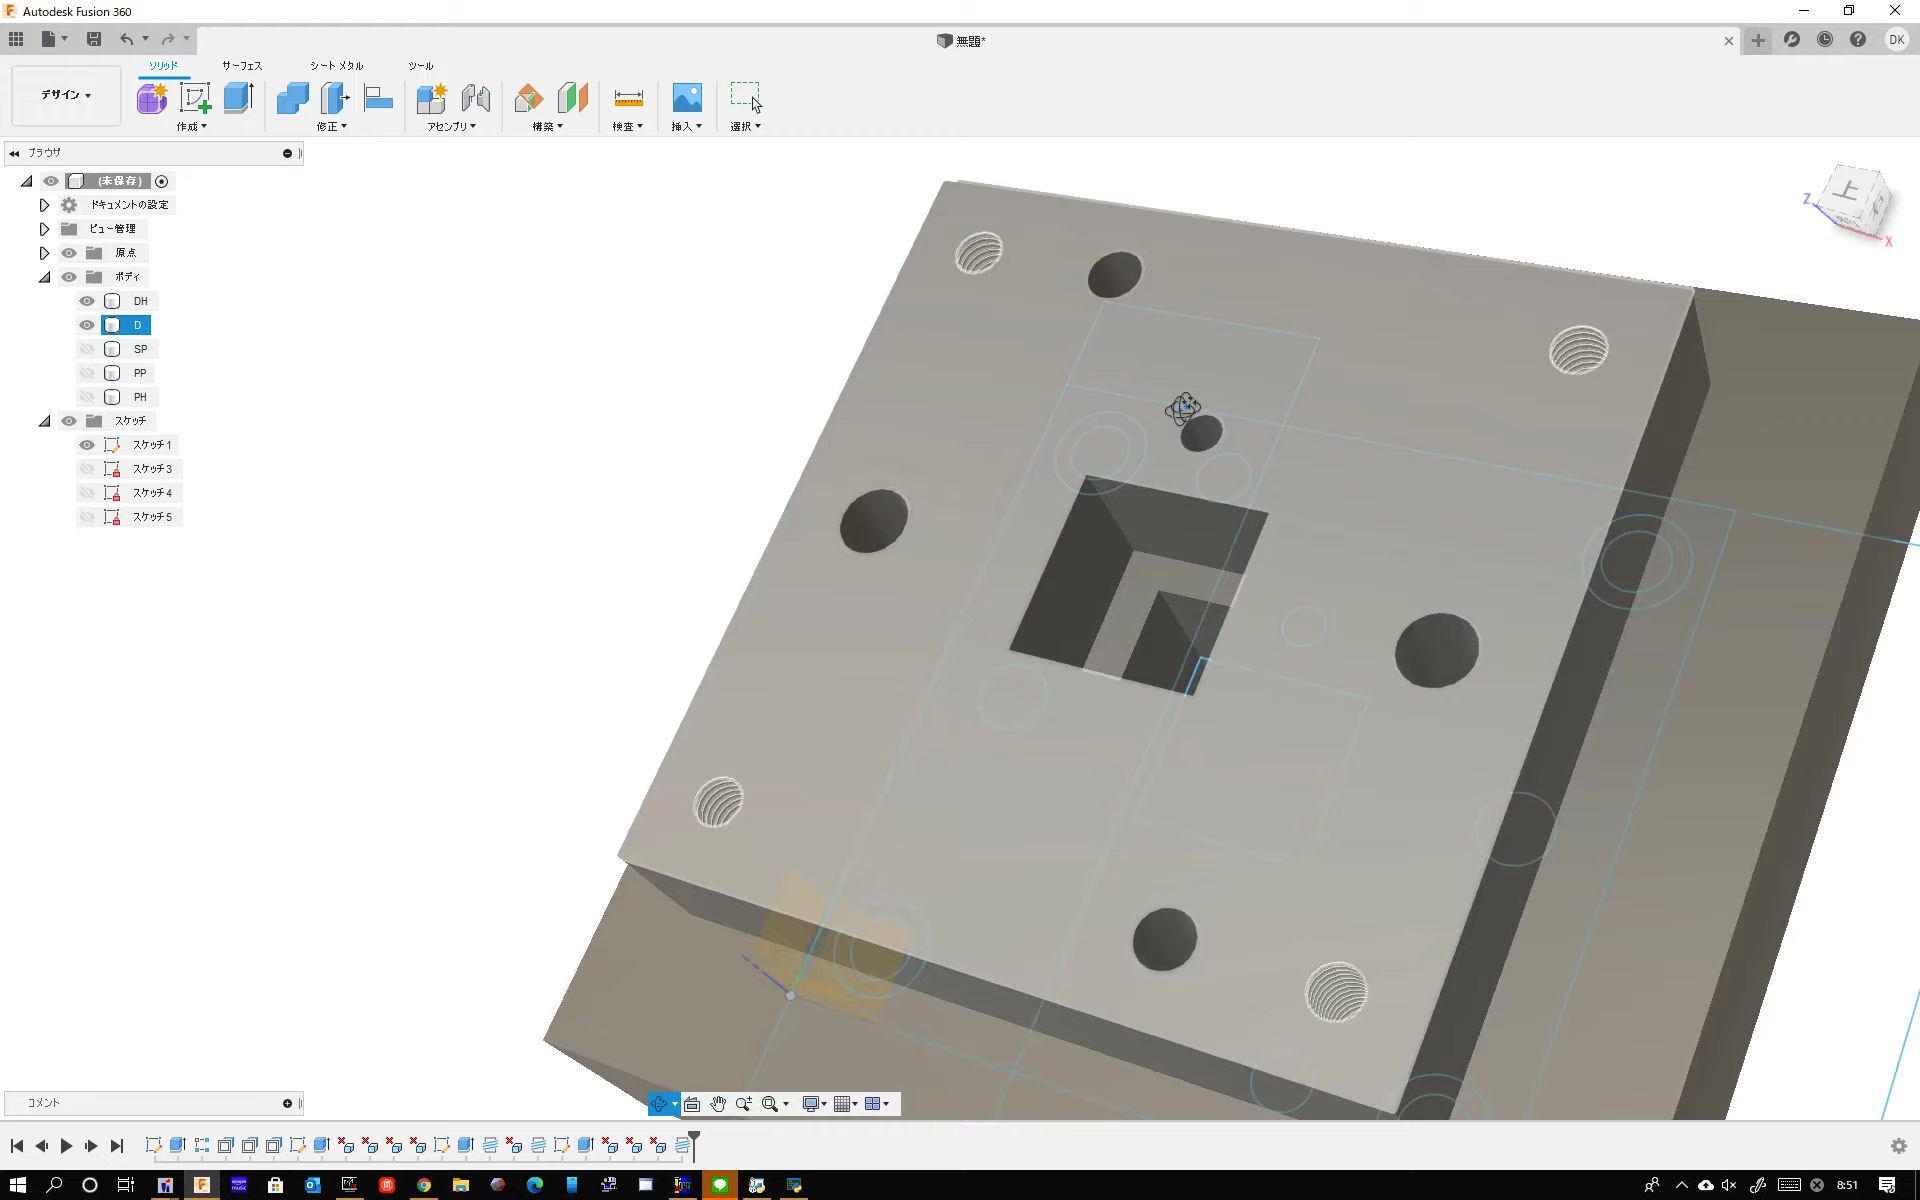 Autodesk Fusion 360
無題*
DK
デザイン
ソリッド
サーフェス
シート メタル
ツール
作成
修正
アセンブリ
構築
検査
挿入
選択
ブラウザ
(未保存)
ドキュメントの設定
ビュー管理
原点
ボディ
DH
D
SP
PP
PH
スケッチ
スケッチ1
スケッチ3
スケッチ4
スケッチ5
上
Z
X
コメント
8:51